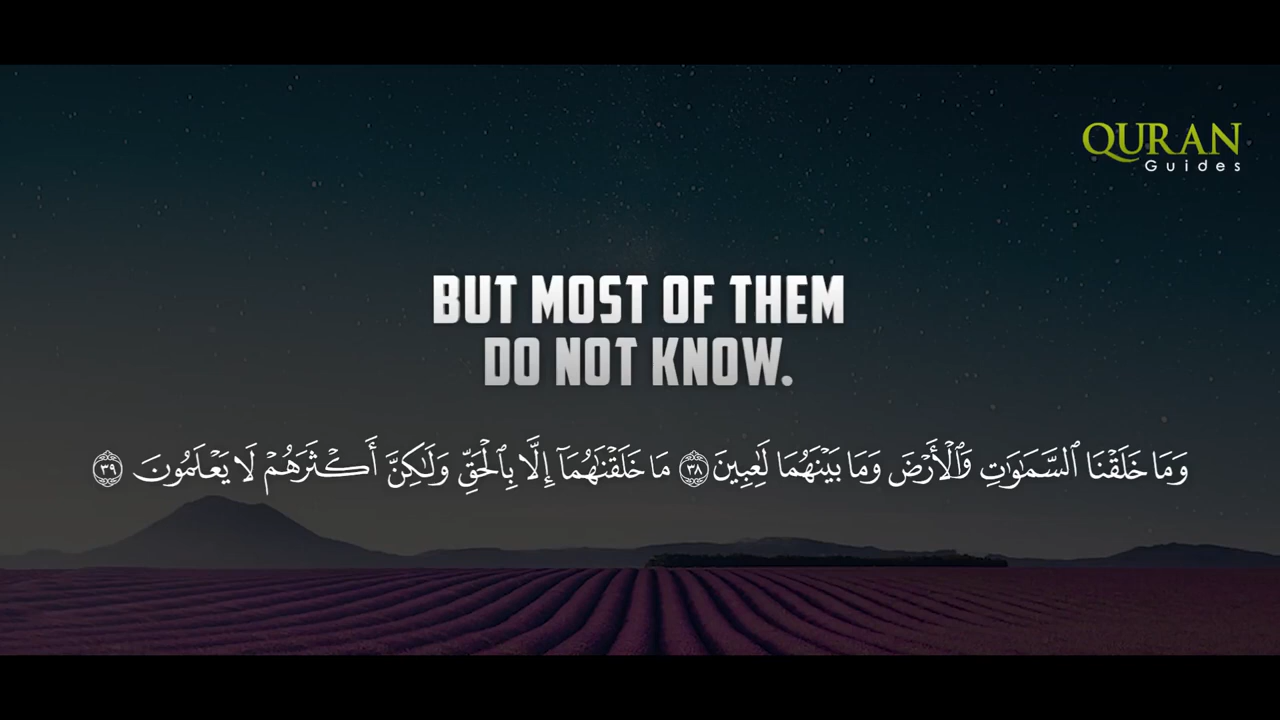 QURAN
Guides
BUT MOST OF THEM
DO NOT KNOW.
وَمَا خَلَقْنَا ٱلسَّمَٰوَٰتِ وَٱلْأَرْضَ وَمَا بَيْنَهُمَا لَٰعِبِينَ ٣٨ مَا خَلَقْنَٰهُمَآ إِلَّا بِٱلْحَقِّ وَلَٰكِنَّ أَكْثَرَهُمْ لَا يَعْلَمُونَ ٣٩